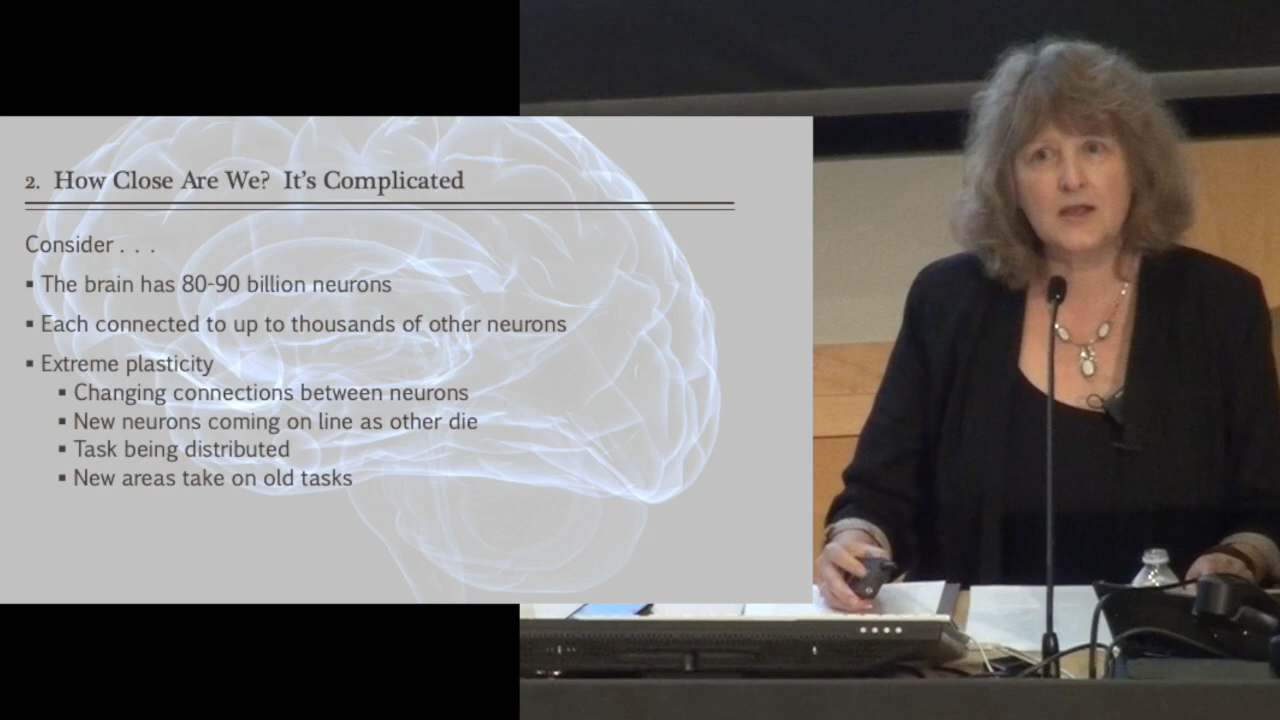 2. How Close Are We? It's Complicated
Consider . . .
▪ The brain has 80-90 billion neurons
▪ Each connected to up to thousands of other neurons
▪ Extreme plasticity
▪ Changing connections between neurons
▪ New neurons coming on line as other die
▪ Task being distributed
▪ New areas take on old tasks